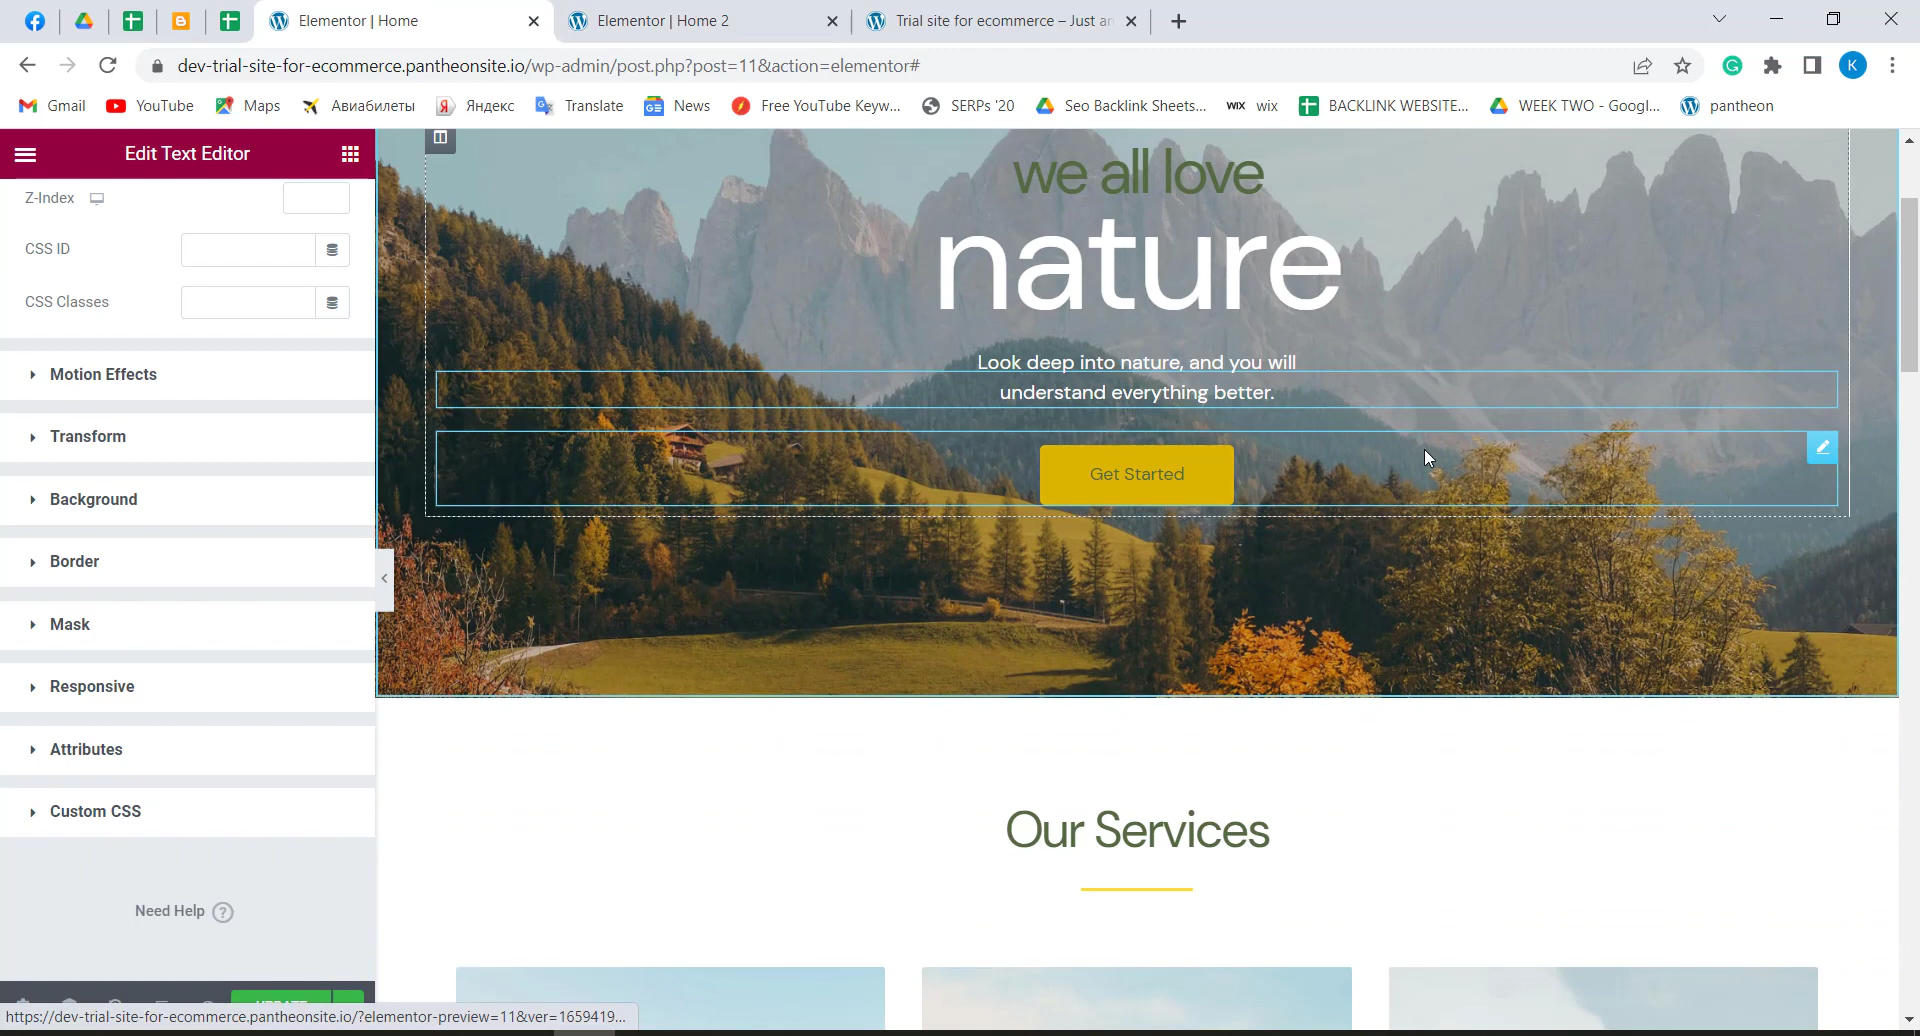 Elementor | Home
Elementor | Home 2
Trial site for ecommerce – Just an
dev-trial-site-for-ecommerce.pantheonsite.io/wp-admin/post.php?post=11&action=elementor#
K
Gmail
YouTube
Maps
Авиабилеты
Яндекс
Translate
News
Free YouTube Keyw...
SERPs '20
Seo Backlink Sheets...
WIX wix
BACKLINK WEBSITE...
WEEK TWO - Googl...
pantheon
Edit Text Editor
Z-Index
CSS ID
CSS Classes
Motion Effects
Transform
Background
Border
Mask
Responsive
Attributes
Custom CSS
Need Help ?
UPDATE
https://dev-trial-site-for-ecommerce.pantheonsite.io/?elementor-preview=11&ver=1659419...
we all love
nature
Look deep into nature, and you will
understand everything better.
Get Started
Our Services